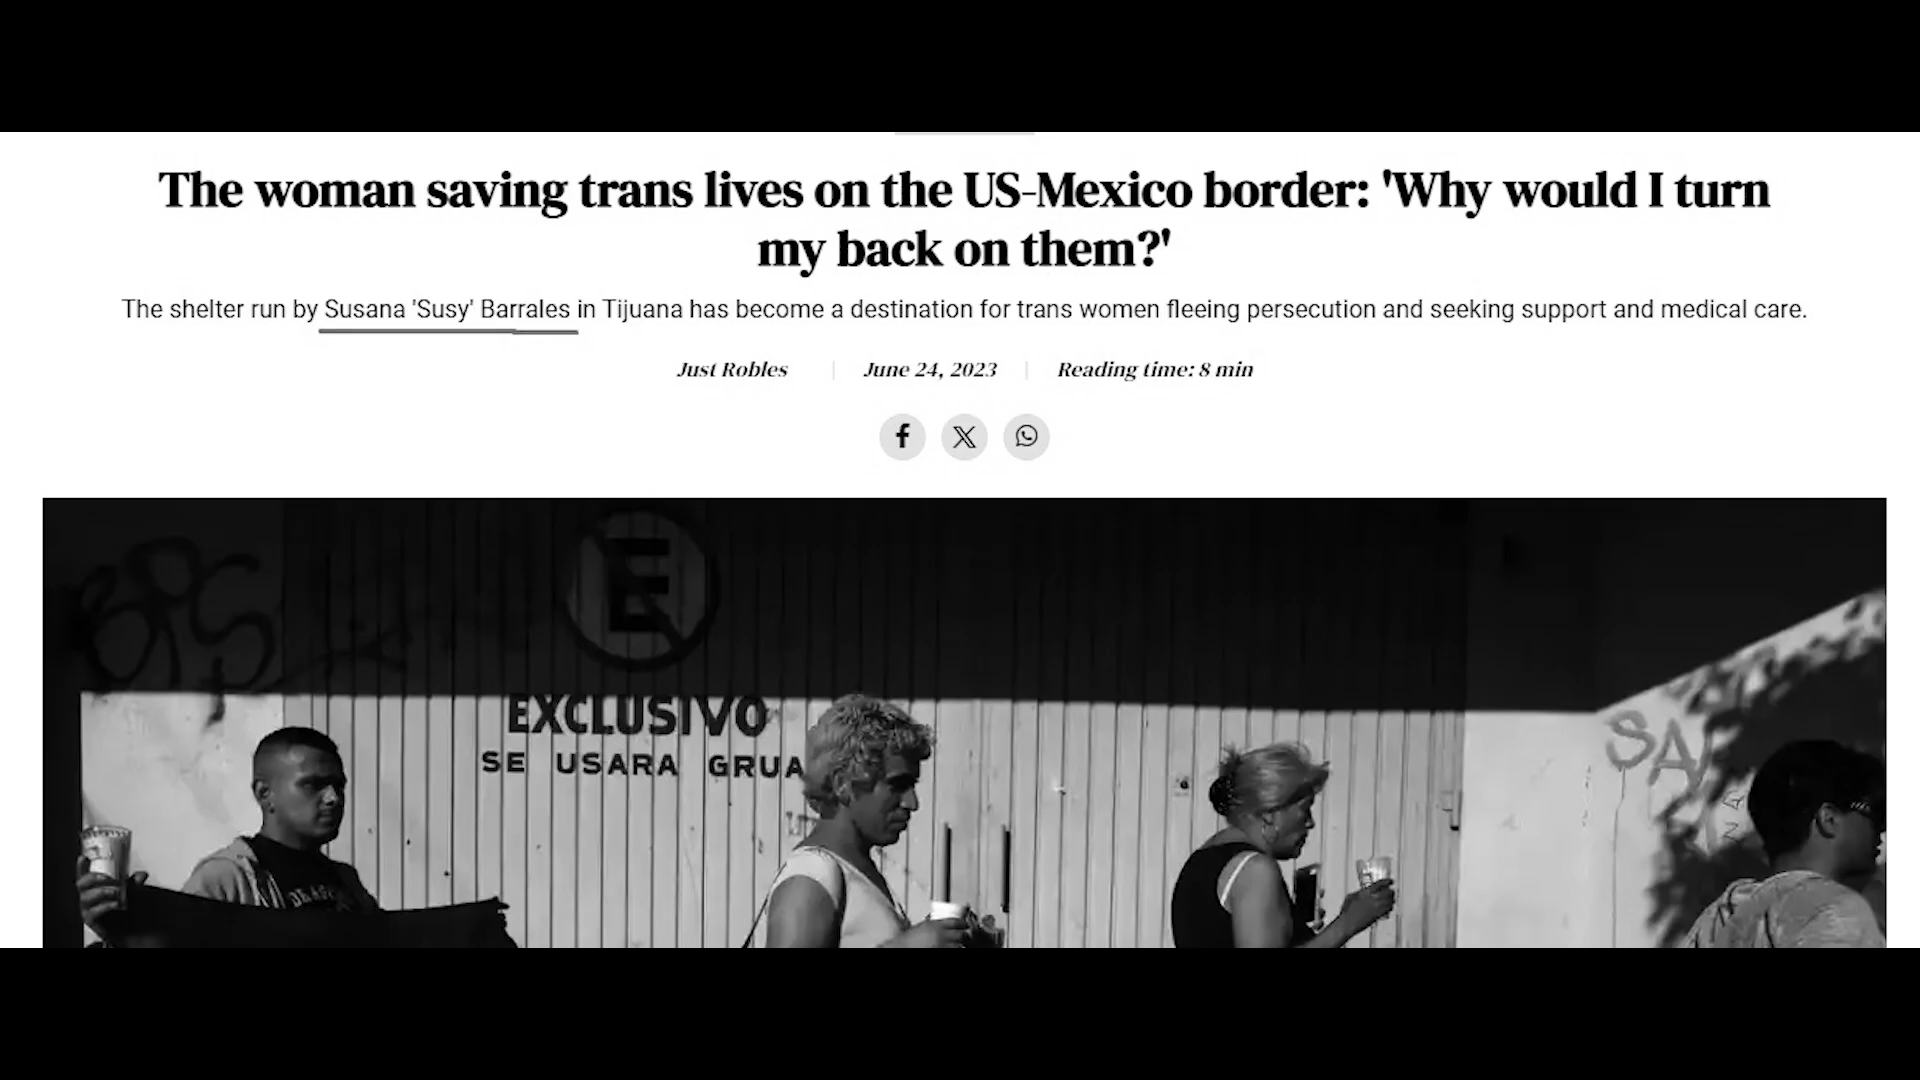 The woman saving trans lives on the US-Mexico border: 'Why would I turn
my back on them?'
The shelter run by Susana 'Susy' Barrales in Tijuana has become a destination for trans women fleeing persecution and seeking support and medical care.
Just Robles | June 24, 2023 | Reading time: 8 min
E
EXCLUSIVO
SE USARA GRUA
SA